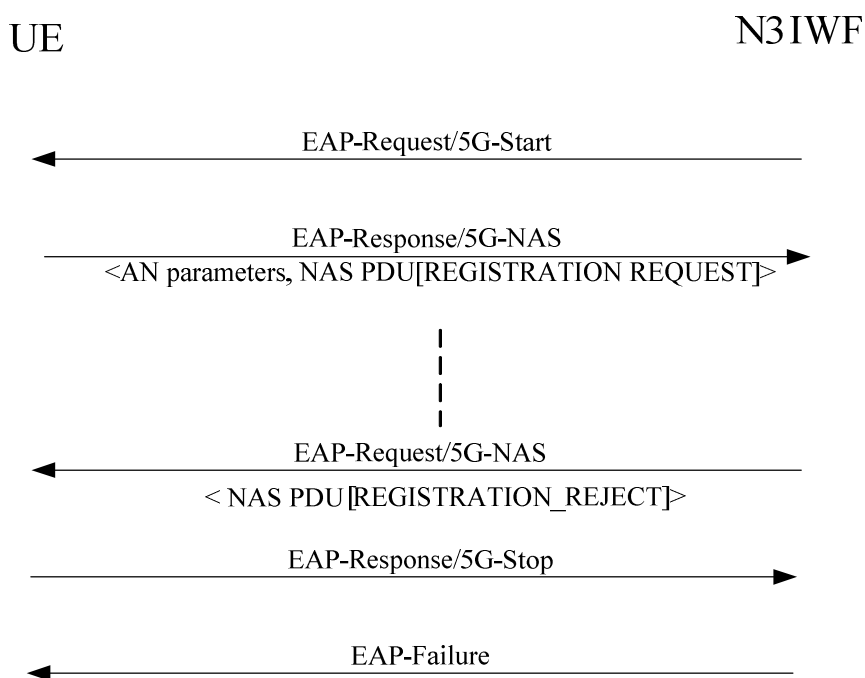 UE
N3IWF
EAP-Request/5G-Start
EAP-Response/5G-NAS
<AN parameters, NAS PDU[REGISTRATION REQUEST]>
EAP-Request/5G-NAS
< NAS PDU[REGISTRATION_REJECT]>
EAP-Response/5G-Stop
EAP-Failure